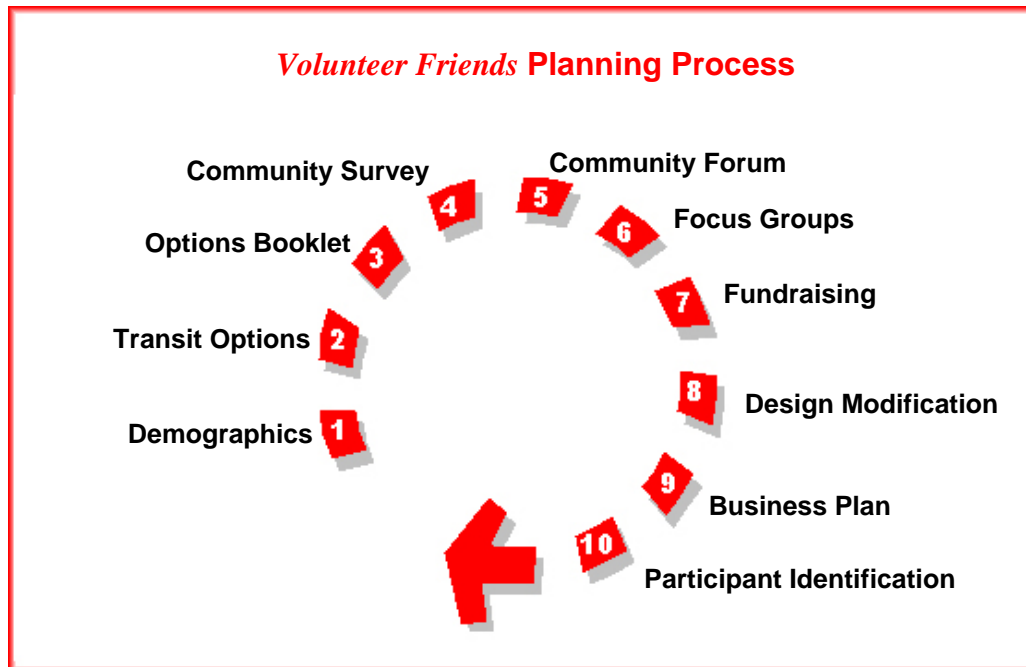 Volunteer Friends Planning Process
1 Demographics
2 Transit Options
3 Options Booklet
4 Community Survey
5 Community Forum
6 Focus Groups
7 Fundraising
8 Design Modification
9 Business Plan
10 Participant Identification